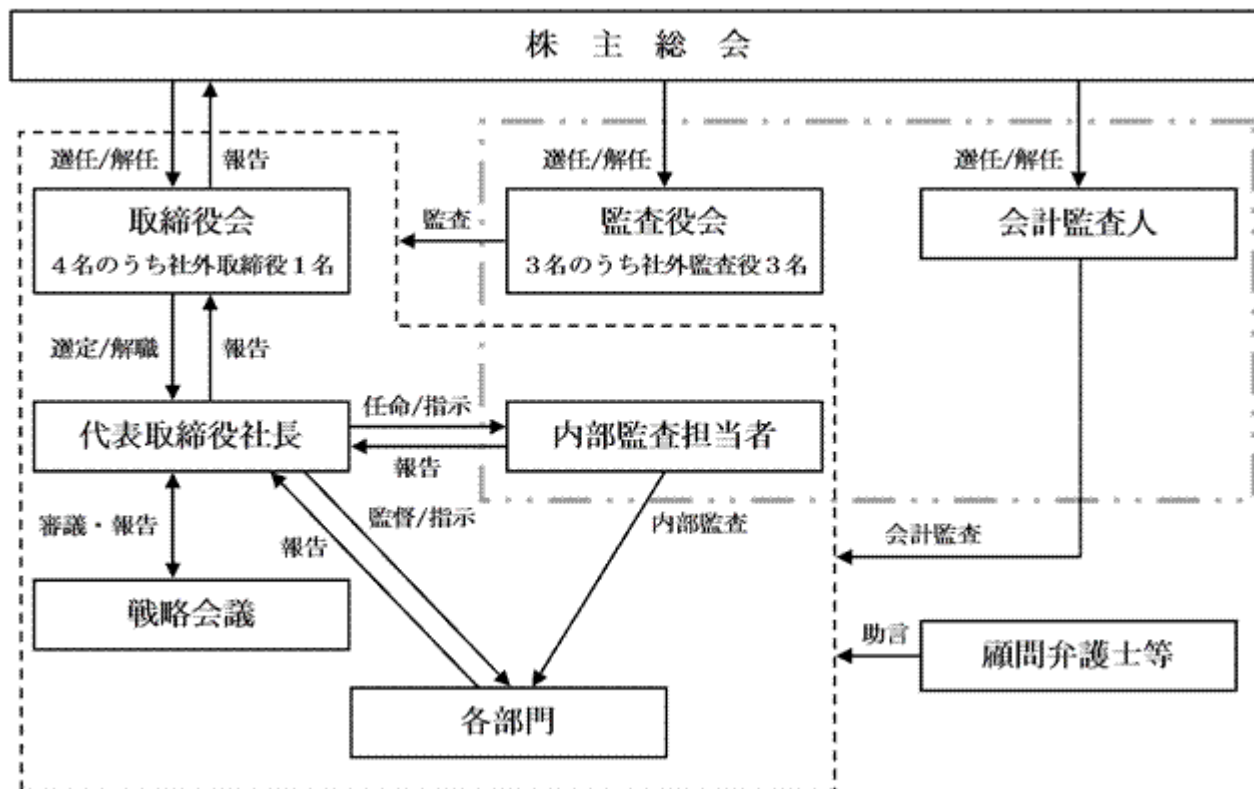 株 主 総 会
選任/解任
報告
選任/解任
選任/解任
取締役会
４名のうち社外取締役１名
監査
監査役会
３名のうち社外監査役３名
会計監査人
選定/解職
報告
代表取締役社長
任命/指示
報告
内部監査担当者
審議・報告
報告
監督/指示
内部監査
会計監査
戦略会議
助言
顧問弁護士等
各部門